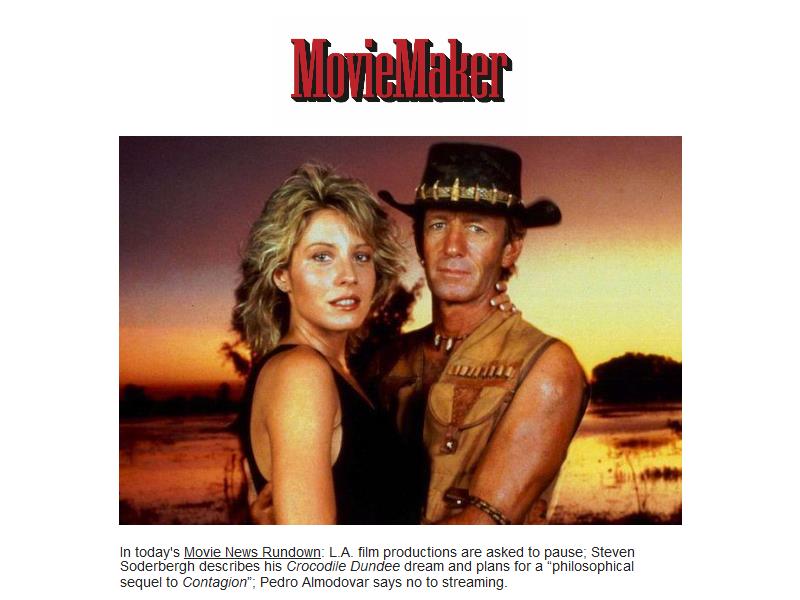 MovieMaker
In today's Movie News Rundown: L.A. film productions are asked to pause; Steven
Soderbergh describes his Crocodile Dundee dream and plans for a “philosophical
sequel to Contagion”; Pedro Almodovar says no to streaming.